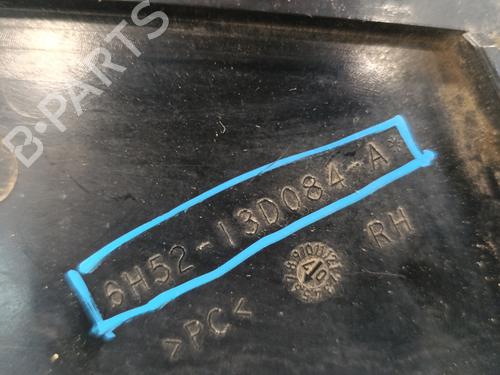 B-PARTS
6H52-13D084-A*
RH
>PC<